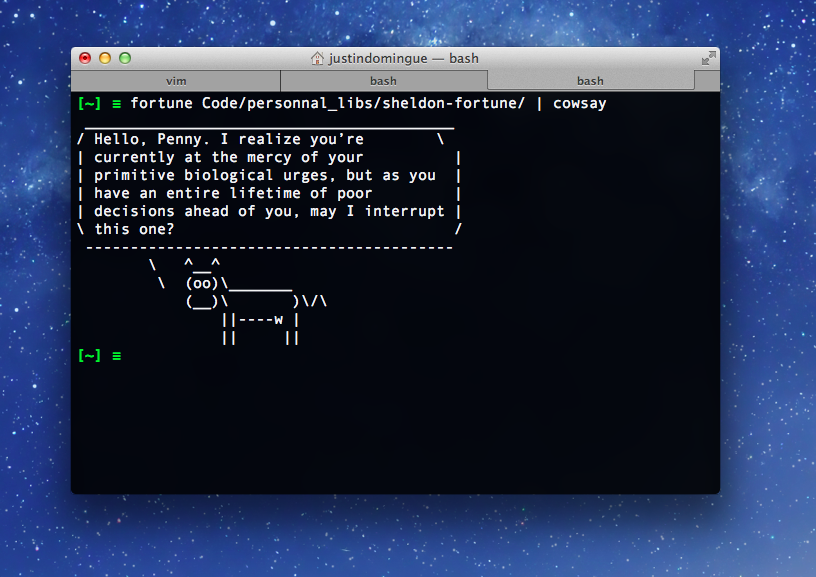 justindomingue — bash
vim bash bash
[~] ≡ fortune Code/personnal_libs/sheldon-fortune/ | cowsay
 _________________________________________
/ Hello, Penny. I realize you’re        \
| currently at the mercy of your          |
| primitive biological urges, but as you  |
| have an entire lifetime of poor         |
| decisions ahead of you, may I interrupt |
\ this one?                               /
 -----------------------------------------
        \   ^__^
         \  (oo)\_______
            (__)\       )\/\
                ||----w |
                ||     ||
[~] ≡